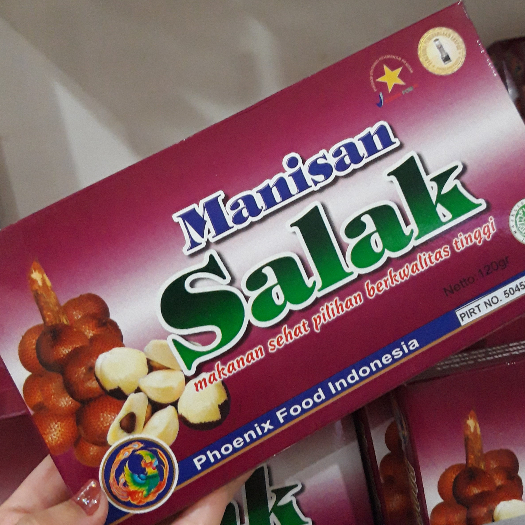 Manisan
Salak
makanan sehat pilihan berkwalitas tinggi
Netto 120gr
PIRT NO. 5045
Phoenix Food Indonesia